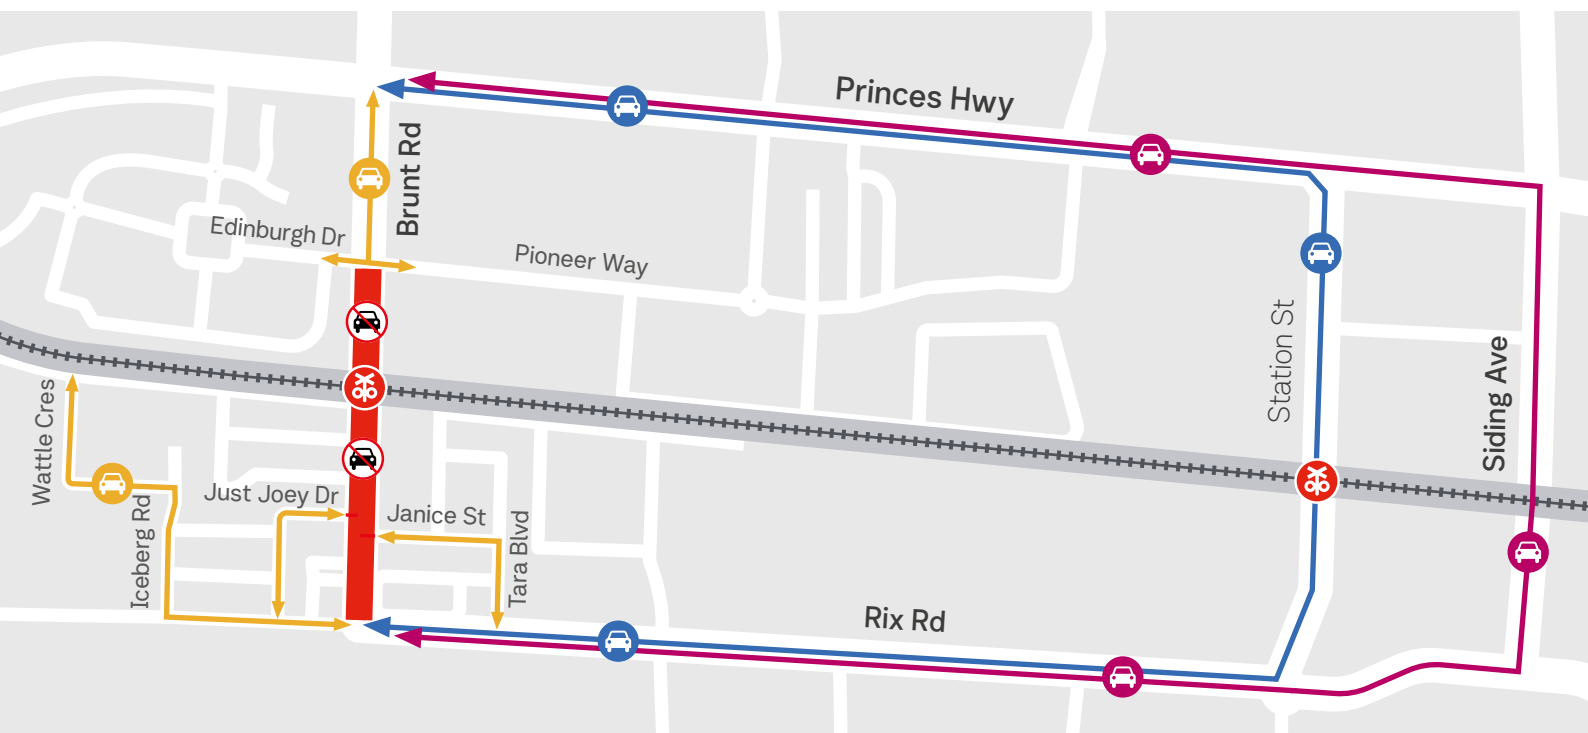 Princes Hwy
Brunt Rd
Edinburgh Dr
Pioneer Way
Station St
Siding Ave
Wattle Cres
Just Joey Dr
Janice St
Iceberg Rd
Tara Blvd
Rix Rd